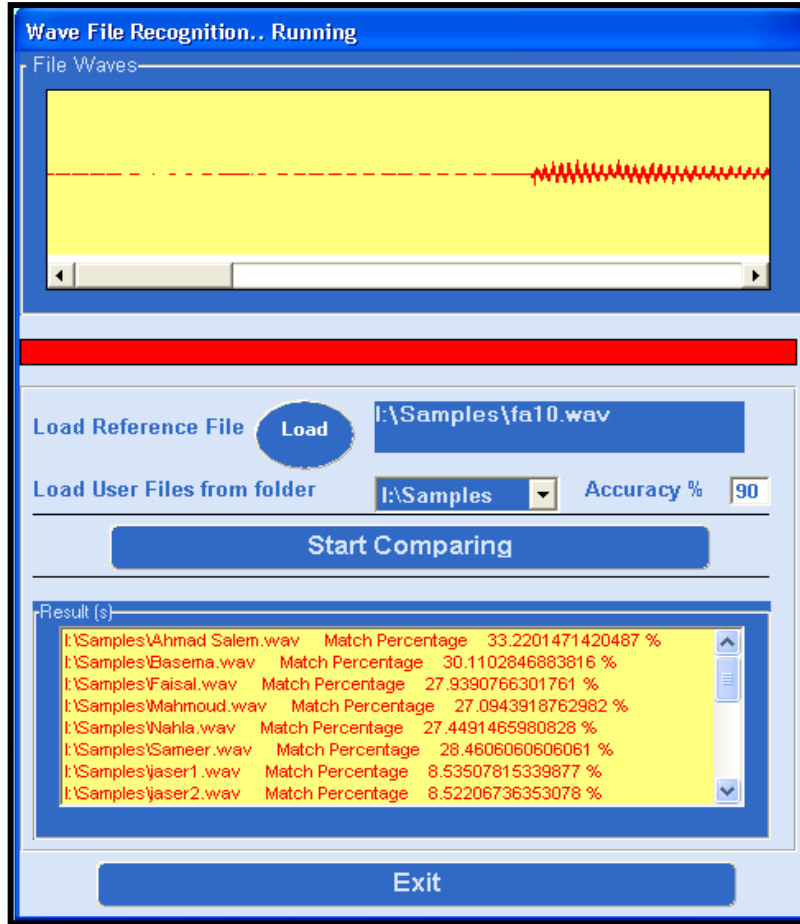 Wave File Recognition.. Running
File Waves
Load Reference File Load I:\Samples\fa10.wav
Load User Files from folder I:\Samples Accuracy % 90
Start Comparing
Result (s)
I:\Samples\Ahmad Salem.wav Match Percentage 33.2201471420487 %
I:\Samples\Basema.wav Match Percentage 30.1102846883816 %
I:\Samples\Faisal.wav Match Percentage 27.9390766301761 %
I:\Samples\Mahmoud.wav Match Percentage 27.0943918762982 %
I:\Samples\Nahla.wav Match Percentage 27.4491465980828 %
I:\Samples\Sameer.wav Match Percentage 28.4606060606061 %
I:\Samples\jaser1.wav Match Percentage 8.53507815339877 %
I:\Samples\jaser2.wav Match Percentage 8.52206736353078 %
Exit